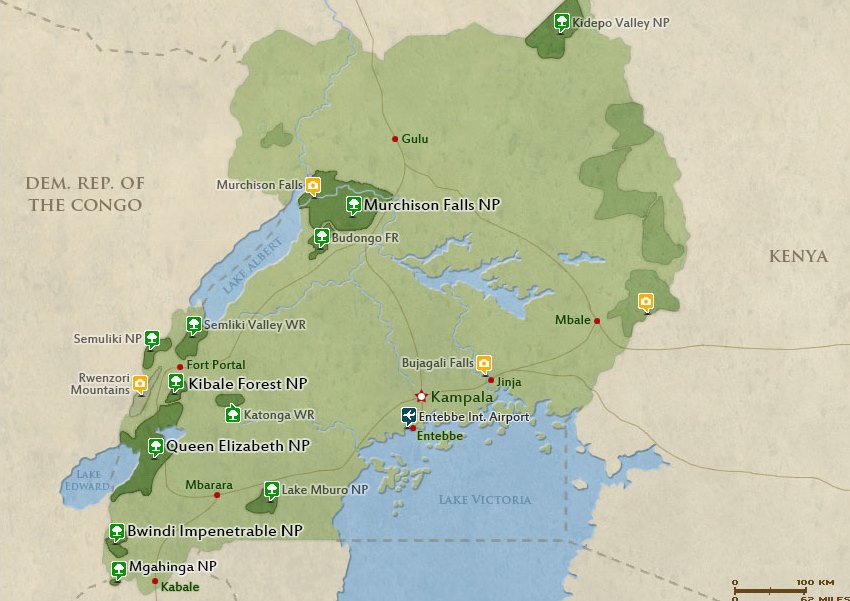 Kidepo Valley NP
Gulu
DEM. REP. OF
THE CONGO
Murchison Falls
Murchison Falls NP
Budongo FR
KENYA
LAKE ALBERT
Semliki Valley WR
Mbale
Semuliki NP
Fort Portal
Bujagali Falls
Rwenzori
Mountains
Kibale Forest NP
Jinja
Kampala
Katonga WR
Entebbe Int. Airport
Entebbe
Queen Elizabeth NP
LAKE
EDWARD
Mbarara
Lake Mburo NP
LAKE VICTORIA
Bwindi Impenetrable NP
Mgahinga NP
Kabale
0 100 KM
0 62 MILES